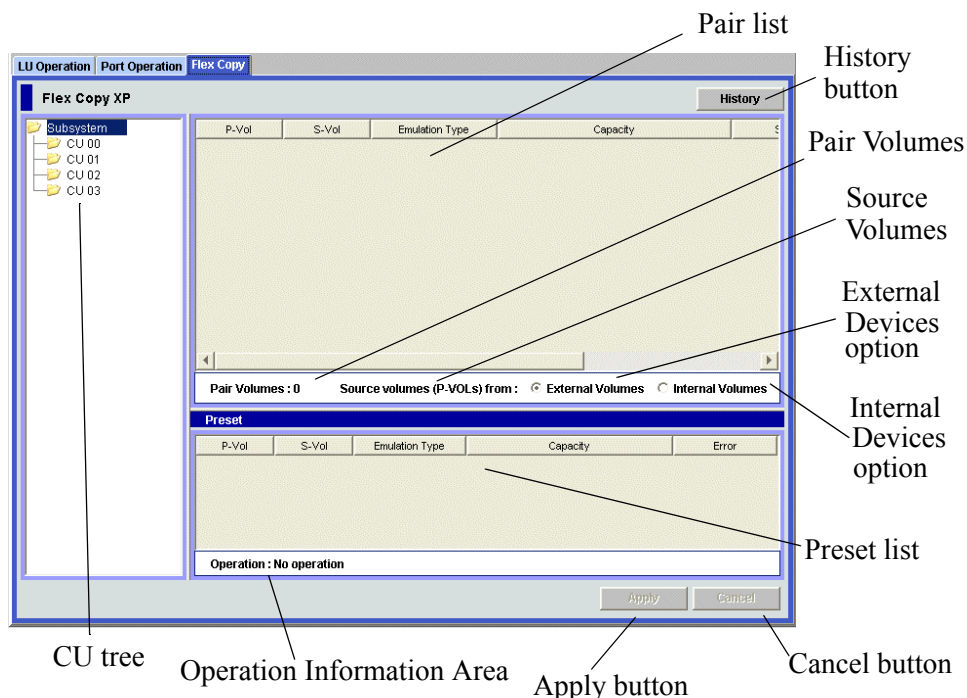 Pair list
History
button
Pair Volumes
Source
Volumes
External
Devices
option
Internal
Devices
option
Preset list
Cancel button
Apply button
Operation Information Area
CU tree
LU Operation Port Operation Flex Copy
Flex Copy XP
History
Subsystem
CU 00
CU 01
CU 02
CU 03
P-Vol S-Vol Emulation Type Capacity S
Pair Volumes : 0 Source volumes (P-VOLs) from : External Volumes Internal Volumes
Preset
P-Vol S-Vol Emulation Type Capacity Error
Operation : No operation
Apply Cancel